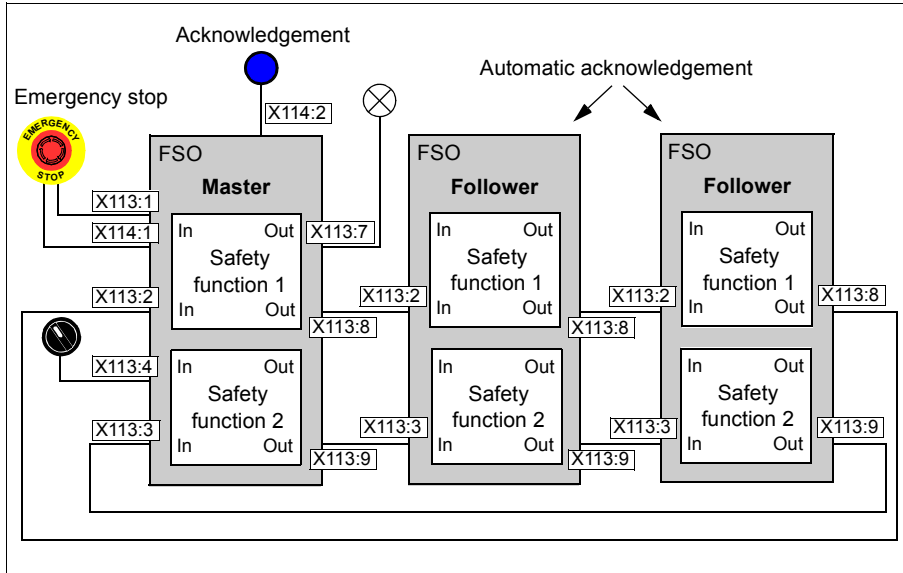 Acknowledgement
Automatic acknowledgement
Emergency stop
EMERGENCY
STOP
X114:2
FSO
Master
X113:1
X114:1
X113:2
X113:4
X113:3
In Out
Safety
function 1
In Out
In Out
Safety
function 2
In Out
X113:7
X113:8
X113:9
FSO
Follower
X113:2
X113:3
In Out
Safety
function 1
In Out
In Out
Safety
function 2
In Out
X113:8
X113:9
FSO
Follower
X113:2
X113:3
In Out
Safety
function 1
In Out
In Out
Safety
function 2
In Out
X113:8
X113:9